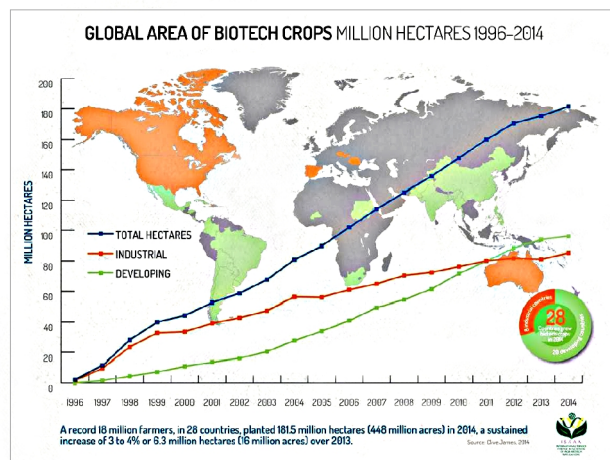 GLOBAL AREA OF BIOTECH CROPS MILLION HECTARES 1996-2014
200
180
160
140
120
100
80
60
40
20
0
MILLION HECTARES
TOTAL HECTARES
INDUSTRIAL
DEVELOPING
28
1996 1997 1998 1999 2000 2001 2002 2003 2004 2005 2006 2007 2008 2009 2010 2011 2012 2013 2014
A record 18 million farmers, in 28 countries, planted 181.5 million hectares (448 million acres) in 2014, a sustained
increase of 3 to 4% or 6.3 million hectares (16 million acres) over 2013.
Source: Clive James, 2014
ISAAA